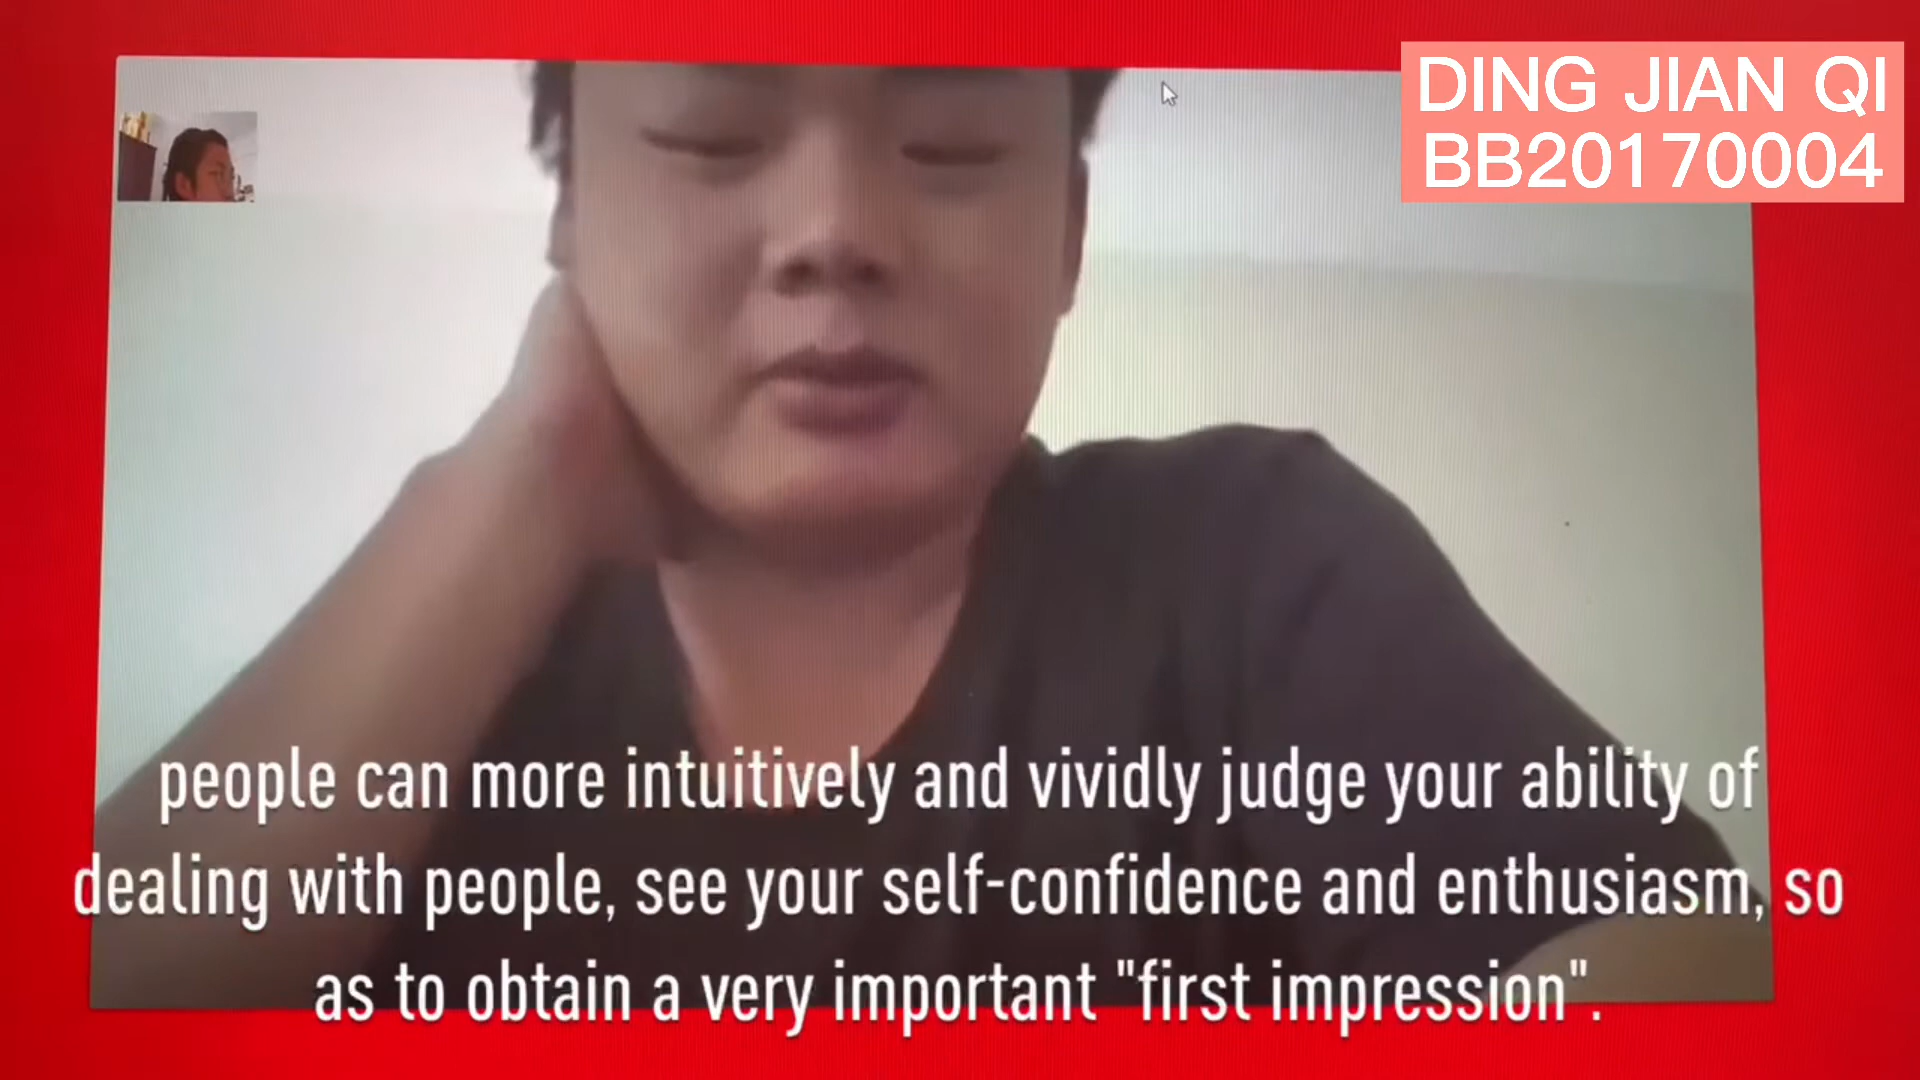 DING JIAN QI
BB20170004
people can more intuitively and vividly judge your ability of
dealing with people, see your self-confidence and enthusiasm, so
as to obtain a very important "first impression".